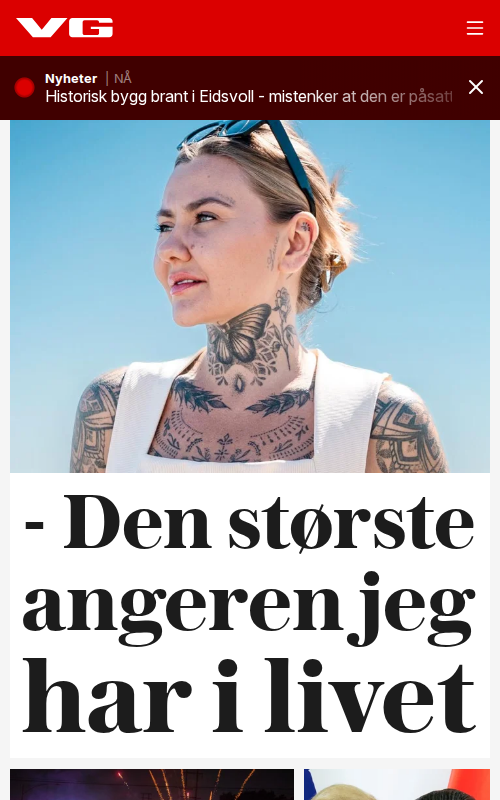 VG
Nyheter | NÅ
Historisk bygg brant i Eidsvoll - mistenker at den er påsatt
- Den største
angeren jeg
har i livet